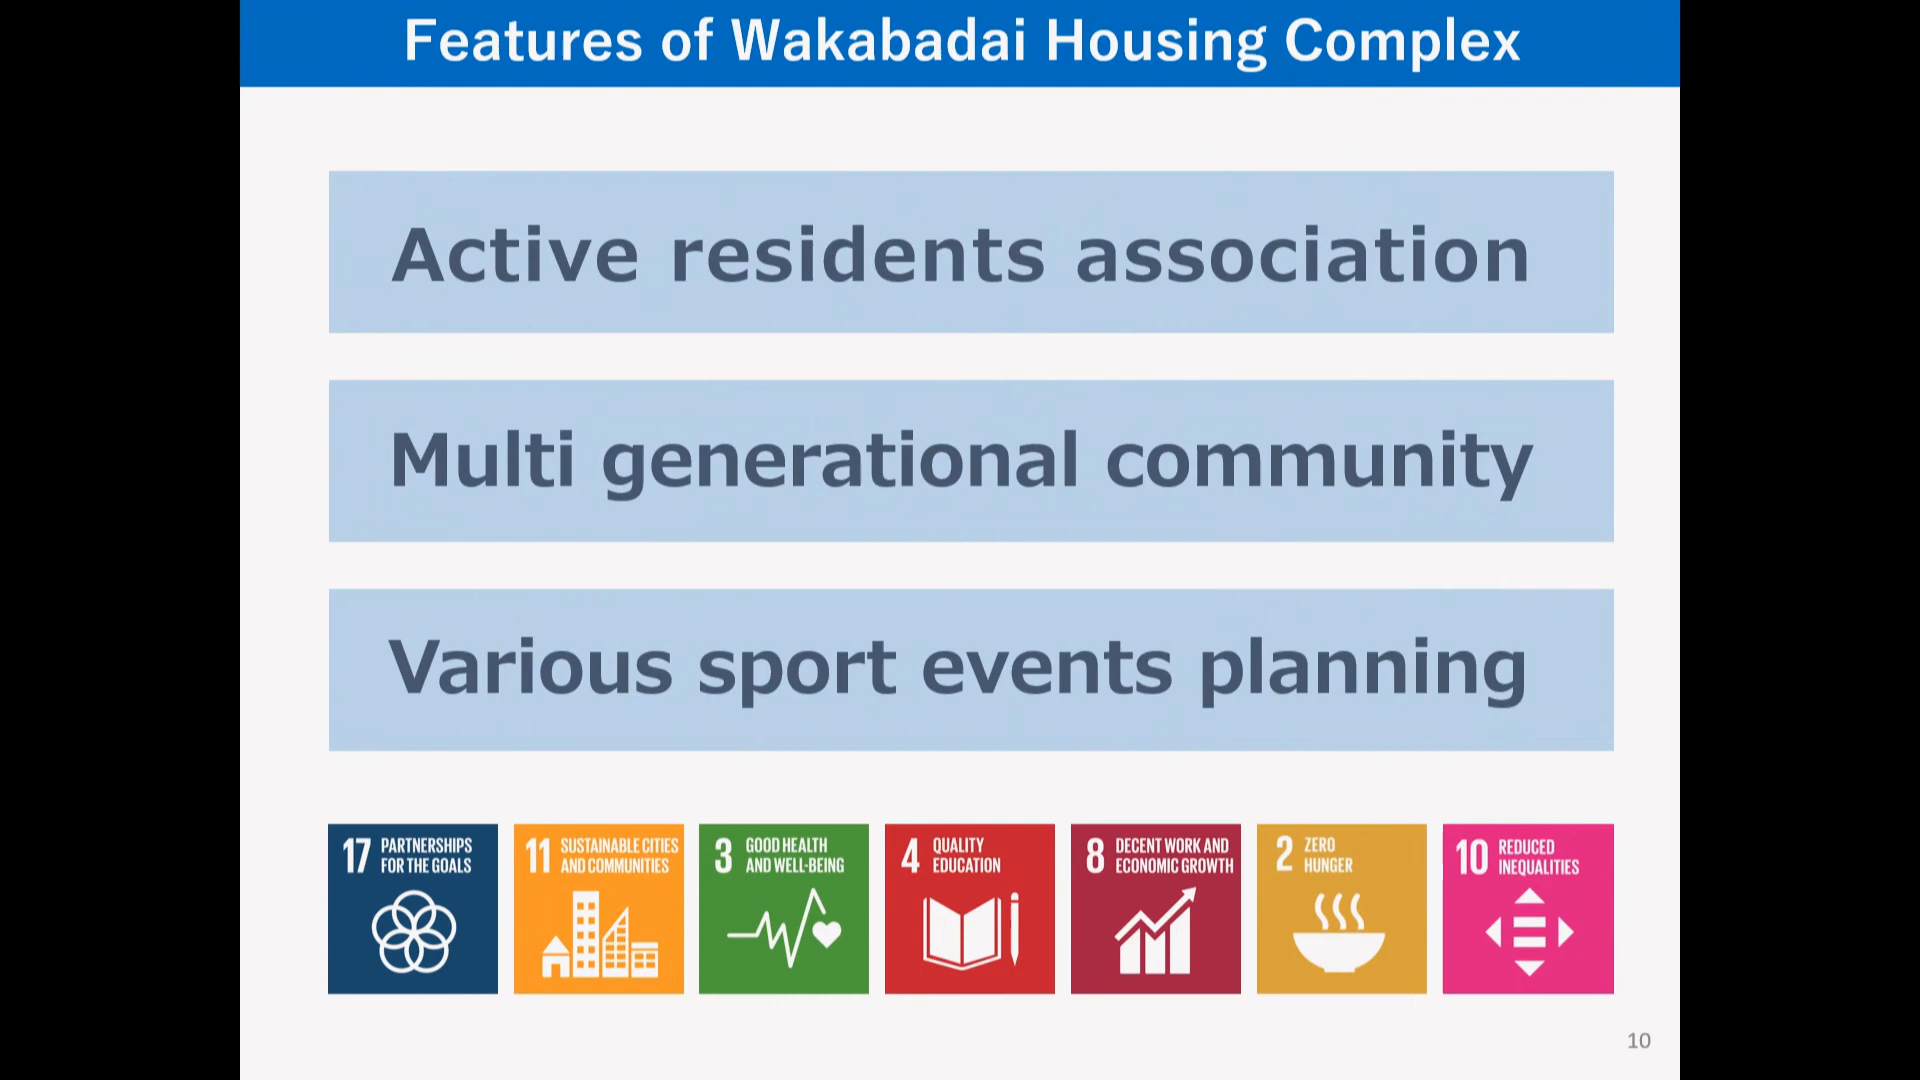 Features of Wakabadai Housing Complex
Active residents association
Multi generational community
Various sport events planning
17 PARTNERSHIPS
FOR THE GOALS
11 SUSTAINABLE CITIES
AND COMMUNITIES
3 GOOD HEALTH
AND WELL-BEING
4 QUALITY
EDUCATION
8 DECENT WORK AND
ECONOMIC GROWTH
2 ZERO
HUNGER
10 REDUCED
INEQUALITIES
10